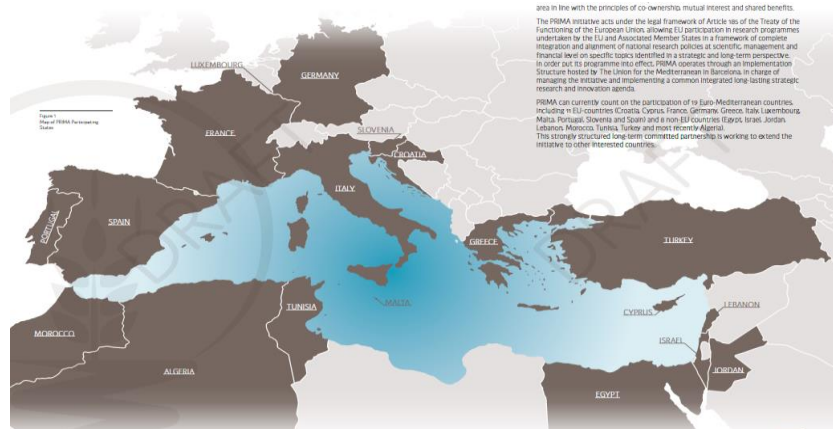 area in line with the principles of co-ownership, mutual interest and shared benefits.
The PRIMA initiative acts under the legal framework of Article 185 of the Treaty of the
Functioning of the European Union, allowing EU participation in research programmes
undertaken by the EU and Associated Member States in a framework of complete
integration and alignment of national research policies at scientific, management and
financial level on specific topics identified in a strategic and long-term perspective.
In order put its programme into effect, PRIMA operates through an Implementation
Structure hosted by The Union for the Mediterranean in Barcelona, in charge of
managing the initiative and implementing a common integrated long-lasting strategic
research and innovation agenda.
PRIMA can currently count on the participation of 19 Euro-Mediterranean countries,
including 11 EU-countries (Croatia, Cyprus, France, Germany, Greece, Italy, Luxembourg,
Malta, Portugal, Slovenia and Spain) and 8 non-EU countries (Egypt, Israel, Jordan,
Lebanon, Morocco, Tunisia, Turkey and most recently Algeria).
This strongly structured long-term committed partnership is working to extend the
initiative to other interested countries.
Figure 1
Map of PRIMA Participating
States
LUXEMBOURG
GERMANY
FRANCE
SLOVENIA
CROATIA
ITALY
PORTUGAL
SPAIN
GREECE
TURKEY
MALTA
TUNISIA
CYPRUS
LEBANON
ISRAEL
MOROCCO
ALGERIA
JORDAN
EGYPT
DRAFT
DRAFT